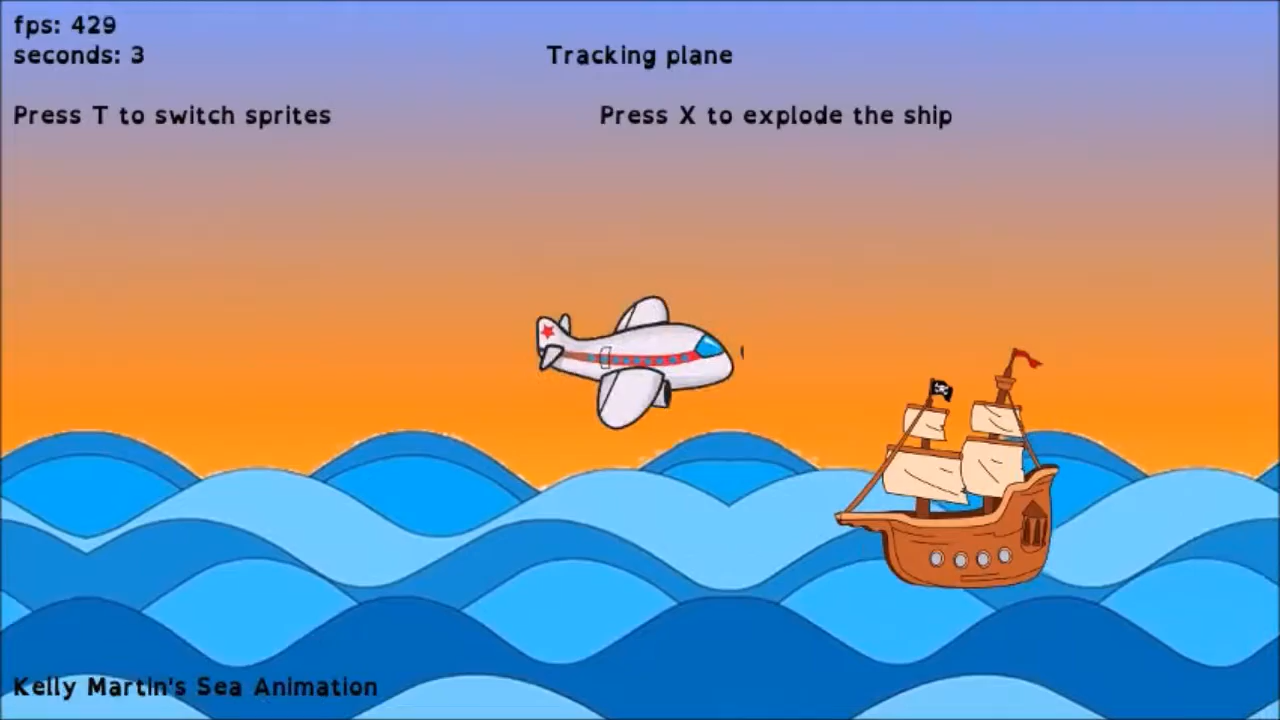 fps: 429
seconds: 3
Tracking plane
Press T to switch sprites
Press X to explode the ship
Kelly Martin's Sea Animation